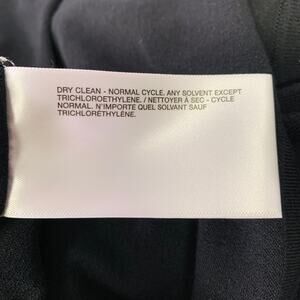 DRY CLEAN - NORMAL CYCLE. ANY SOLVENT EXCEPT
TRICHLOROETHYLENE. / NETTOYER À SEC - CYCLE
NORMAL. N'IMPORTE QUEL SOLVANT SAUF
TRICHLORÉTHYLÈNE.